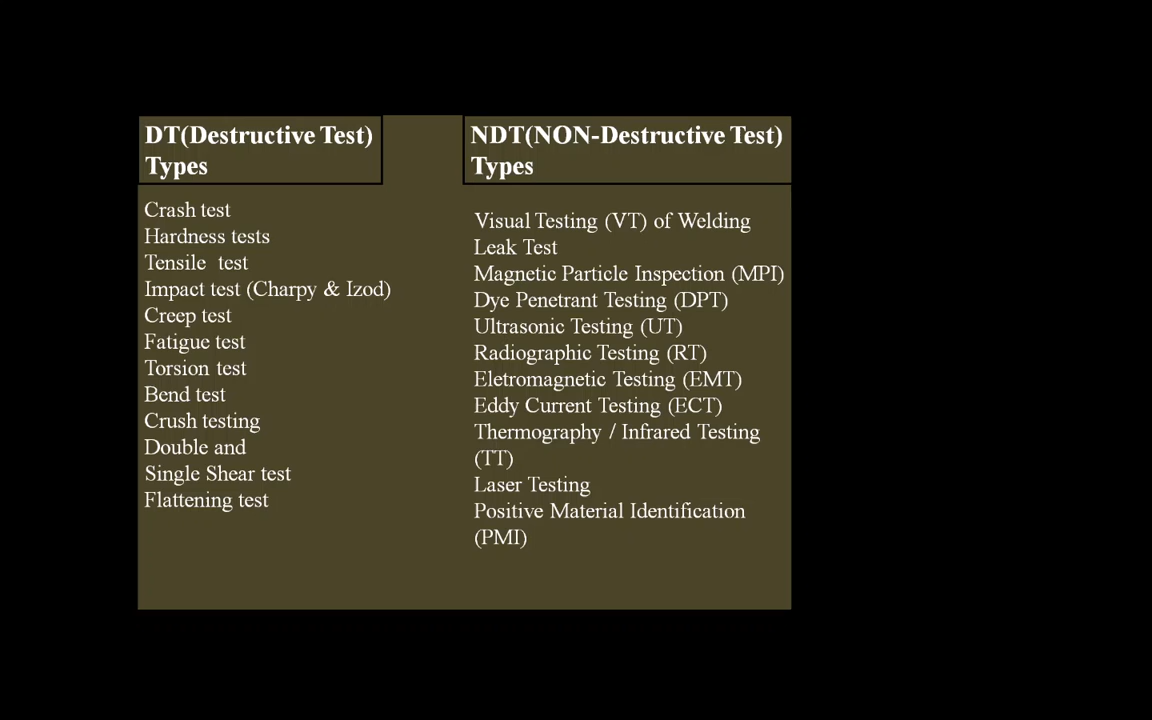 DT(Destructive Test)
Types
Crash test
Hardness tests
Tensile  test
Impact test (Charpy & Izod)
Creep test
Fatigue test
Torsion test
Bend test
Crush testing
Double and
Single Shear test
Flattening test
NDT(NON-Destructive Test)
Types
Visual Testing (VT) of Welding
Leak Test
Magnetic Particle Inspection (MPI)
Dye Penetrant Testing (DPT)
Ultrasonic Testing (UT)
Radiographic Testing (RT)
Eletromagnetic Testing (EMT)
Eddy Current Testing (ECT)
Thermography / Infrared Testing
(TT)
Laser Testing
Positive Material Identification
(PMI)